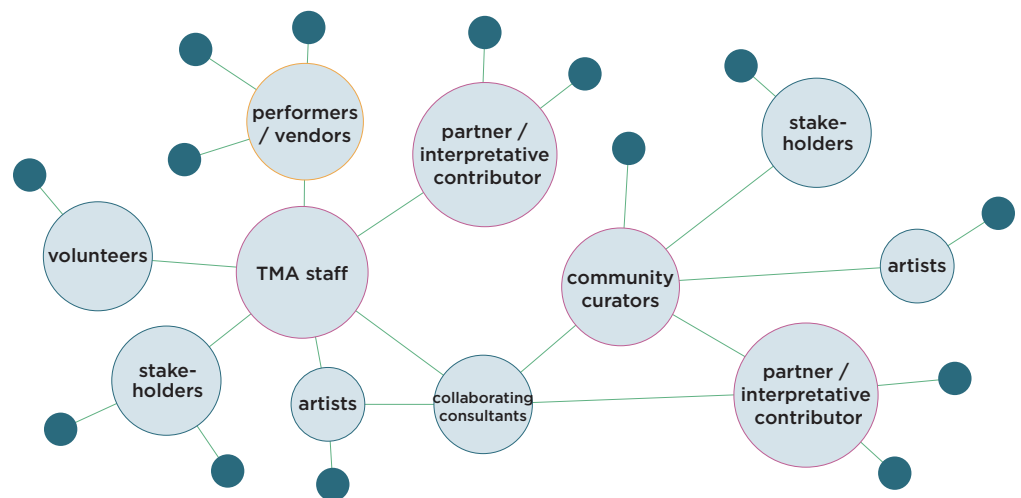 performers
/ vendors
partner /
interpretative
contributor
stake-
holders
volunteers
TMA staff
community
curators
artists
stake-
holders
artists
collaborating
consultants
partner /
interpretative
contributor